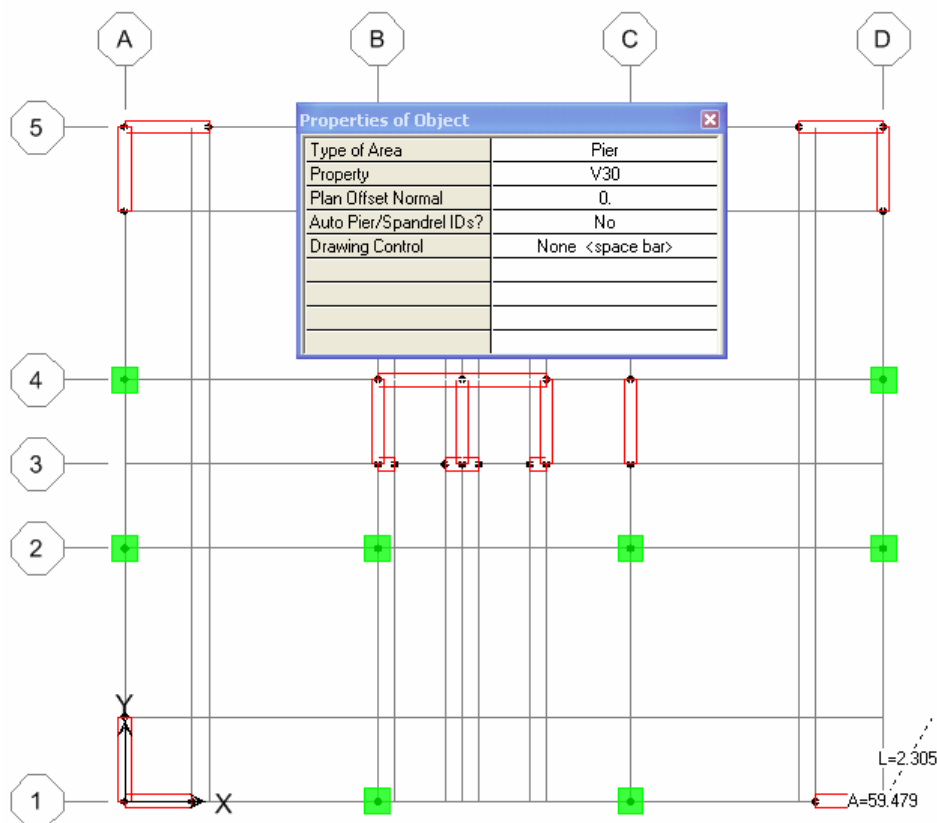 A B C D
5
Properties of Object
Type of Area Pier
Property V30
Plan Offset Normal 0.
Auto Pier/Spandrel IDs? No
Drawing Control None <space bar>
4
3
2
Y
L=2.305
1 X A=59.479